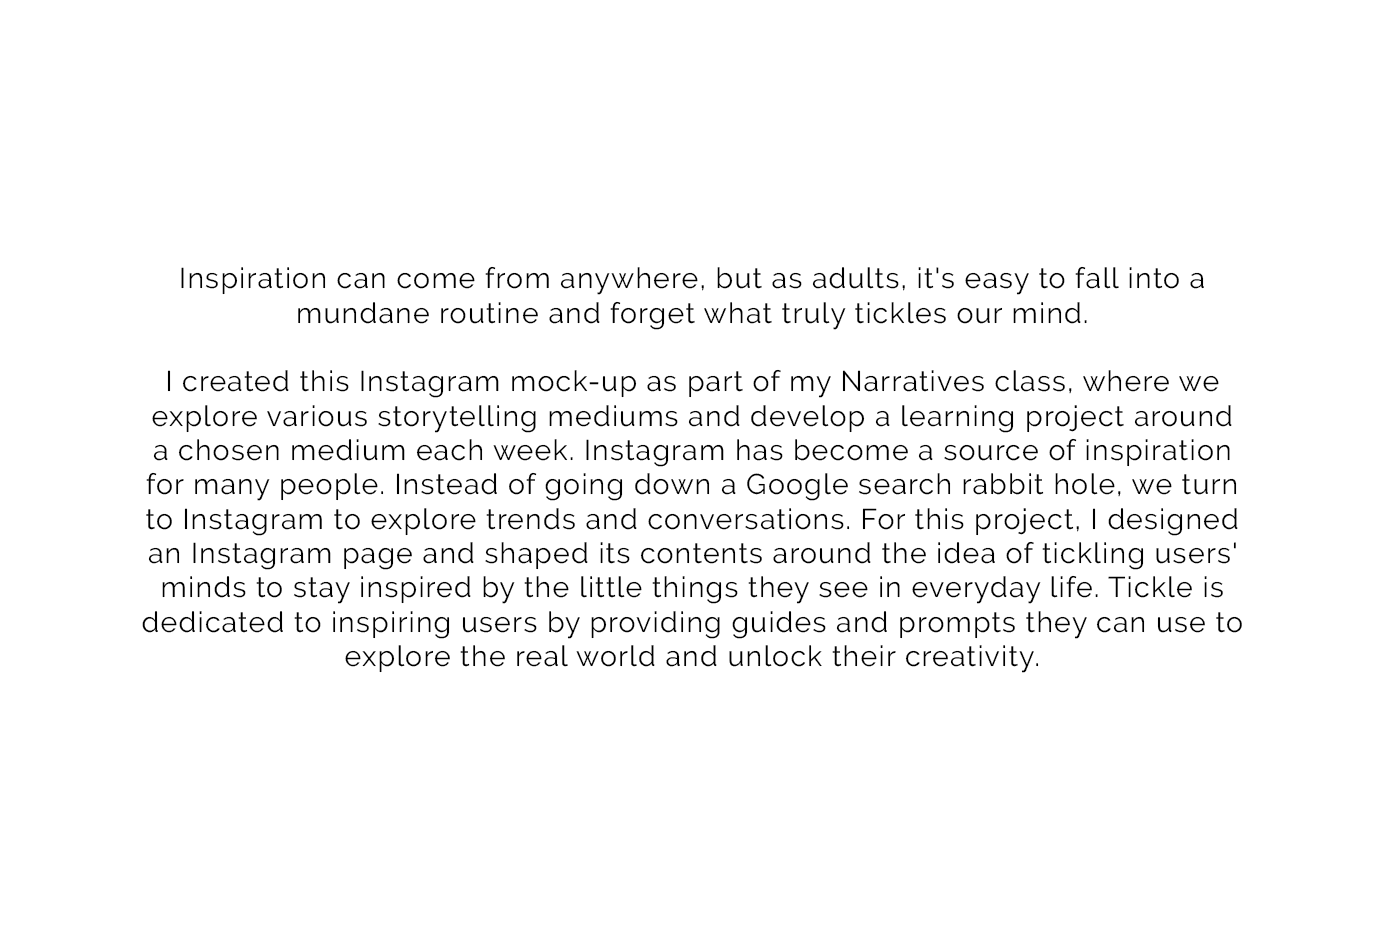 Inspiration can come from anywhere, but as adults, it's easy to fall into a
mundane routine and forget what truly tickles our mind.
I created this Instagram mock-up as part of my Narratives class, where we
explore various storytelling mediums and develop a learning project around
a chosen medium each week. Instagram has become a source of inspiration
for many people. Instead of going down a Google search rabbit hole, we turn
to Instagram to explore trends and conversations. For this project, I designed
an Instagram page and shaped its contents around the idea of tickling users'
minds to stay inspired by the little things they see in everyday life. Tickle is
dedicated to inspiring users by providing guides and prompts they can use to
explore the real world and unlock their creativity.